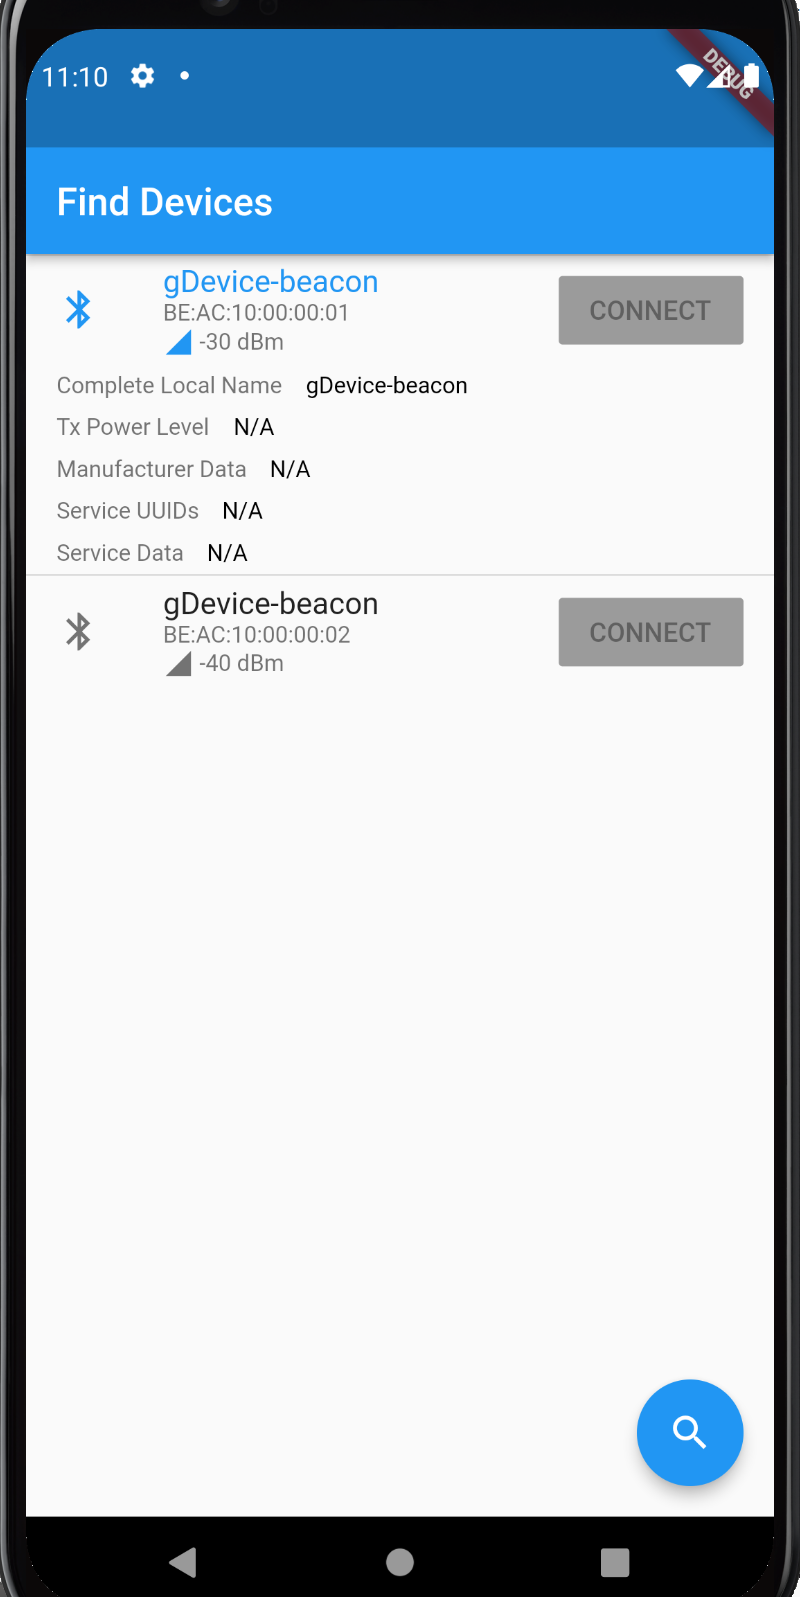 11:10
DEBUG
Find Devices
gDevice-beacon
BE:AC:10:00:00:01
-30 dBm
CONNECT
Complete Local Name gDevice-beacon
Tx Power Level N/A
Manufacturer Data N/A
Service UUIDs N/A
Service Data N/A
gDevice-beacon
BE:AC:10:00:00:02
-40 dBm
CONNECT